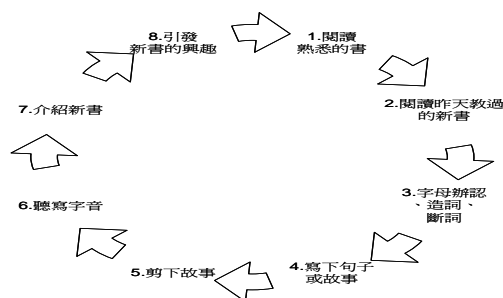 1.閱讀
熟悉的書
2.閱讀昨天教過
的新書
3.字母辦認
、造詞、
斷詞
4.寫下句子
或故事
5.剪下故事
6.聽寫字音
7.介紹新書
8.引發
新書的興趣